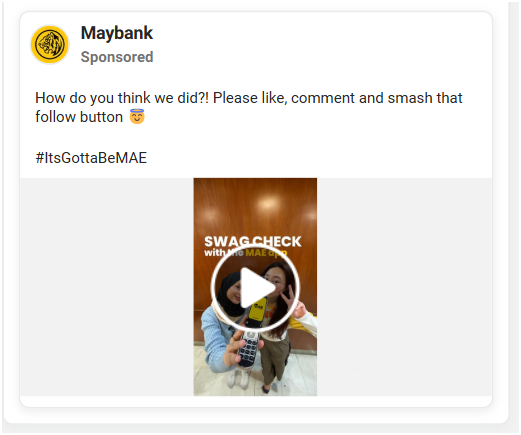 Maybank
Sponsored
How do you think we did?! Please like, comment and smash that
follow button 😇
#ItsGottaBeMAE
SWAG CHECK
with the MAE app